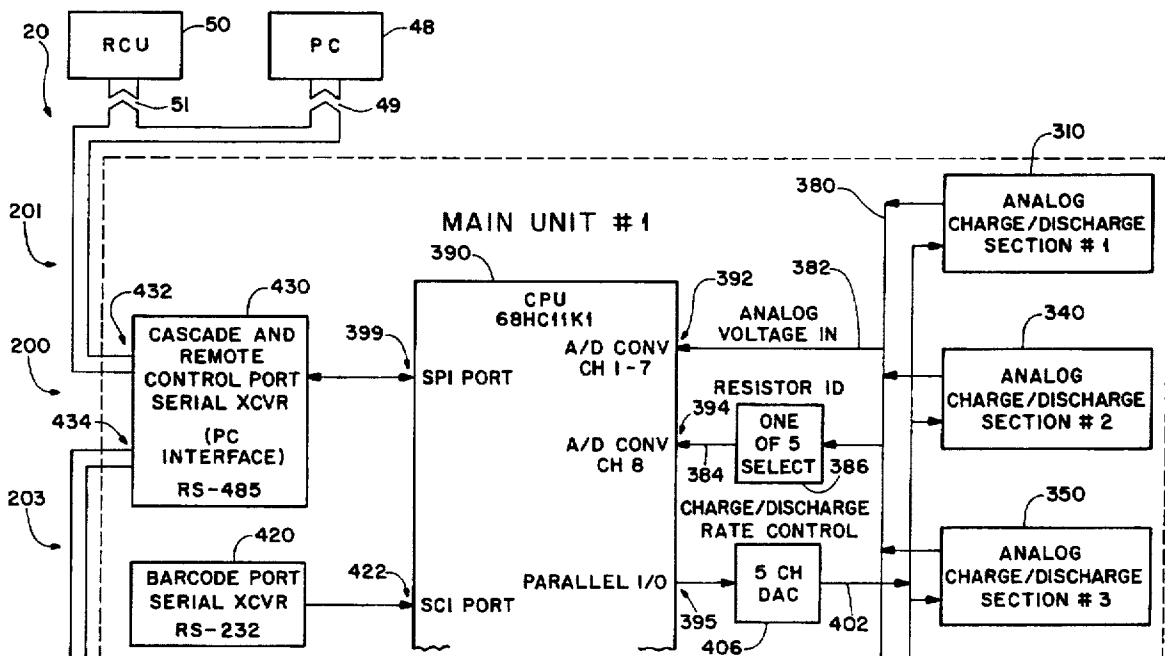 20
RCU
50
PC
48
51
49
201
200
203
MAIN UNIT #1
390
CPU
68HC11K1
432
430
CASCADE AND
REMOTE
CONTROL PORT
SERIAL XCVR
(PC
INTERFACE)
RS-485
434
399
SPI PORT
420
BARCODE PORT
SERIAL XCVR
RS-232
422
SCI PORT
392
A/D CONV
CH 1-7
ANALOG
VOLTAGE IN
382
380
394
A/D CONV
CH 8
384
RESISTOR ID
ONE
OF 5
SELECT
386
CHARGE/DISCHARGE
RATE CONTROL
PARALLEL I/O
395
5 CH
DAC
406
402
310
ANALOG
CHARGE/DISCHARGE
SECTION #1
340
ANALOG
CHARGE/DISCHARGE
SECTION #2
350
ANALOG
CHARGE/DISCHARGE
SECTION #3